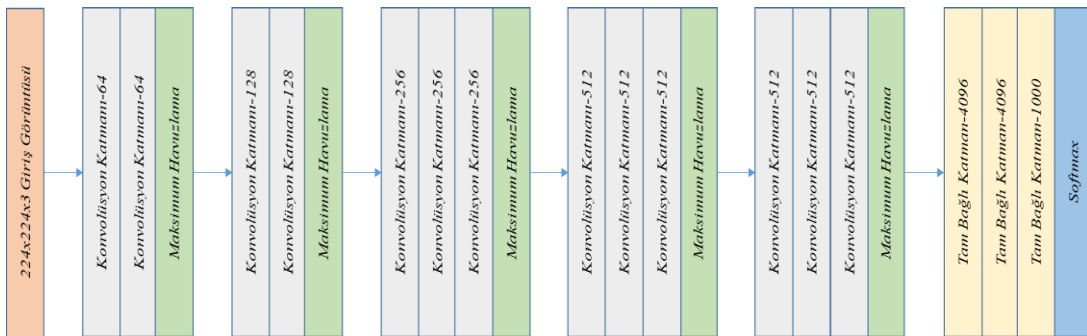 224x224x3 Giriş Görüntüsü
Konvolüsyon Katmanı-64
Konvolüsyon Katmanı-64
Maksimum Havuzlama
Konvolüsyon Katmanı-128
Konvolüsyon Katmanı-128
Maksimum Havuzlama
Konvolüsyon Katmanı-256
Konvolüsyon Katmanı-256
Konvolüsyon Katmanı-256
Maksimum Havuzlama
Konvolüsyon Katmanı-512
Konvolüsyon Katmanı-512
Konvolüsyon Katmanı-512
Maksimum Havuzlama
Konvolüsyon Katmanı-512
Konvolüsyon Katmanı-512
Konvolüsyon Katmanı-512
Maksimum Havuzlama
Tam Bağlı Katman-4096
Tam Bağlı Katman-4096
Tam Bağlı Katman-1000
Softmax